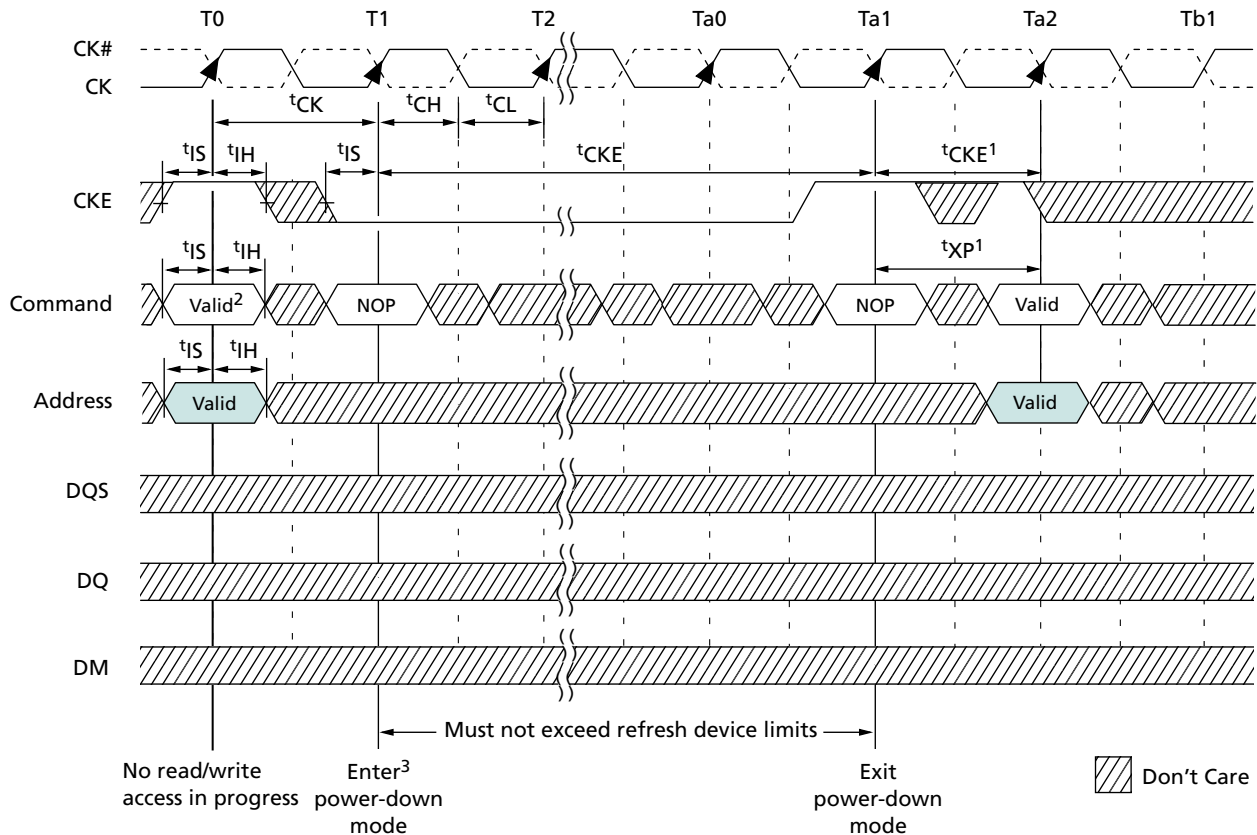 T0 T1 T2 Ta0 Ta1 Ta2 Tb1
CK#
CK
tCK tCH tCL
tIS tIH tIS tCKE tCKE1
CKE
tIS tIH tXP1
Command Valid2 NOP NOP Valid
tIS tIH
Address Valid Valid
DQS
DQ
DM
Must not exceed refresh device limits
No read/write
access in progress
Enter3
power-down
mode
Exit
power-down
mode
Don't Care